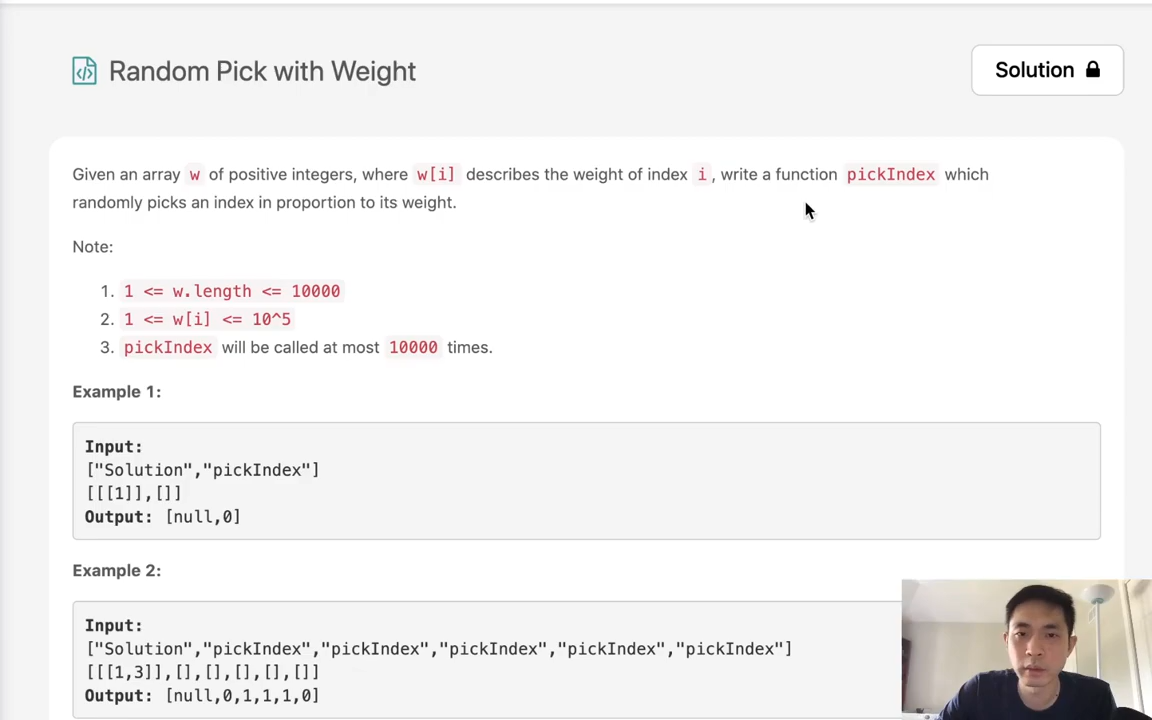 Random Pick with Weight
Solution
Given an array w of positive integers, where w[i] describes the weight of index i, write a function pickIndex which
randomly picks an index in proportion to its weight.
Note:
1. 1 <= w.length <= 10000
2. 1 <= w[i] <= 10^5
3. pickIndex will be called at most 10000 times.
Example 1:
Input:
["Solution","pickIndex"]
[[[1]],[]]
Output: [null,0]
Example 2:
Input:
["Solution","pickIndex","pickIndex","pickIndex","pickIndex","pickIndex"]
[[[1,3]],[],[],[],[],[]]
Output: [null,0,1,1,1,0]